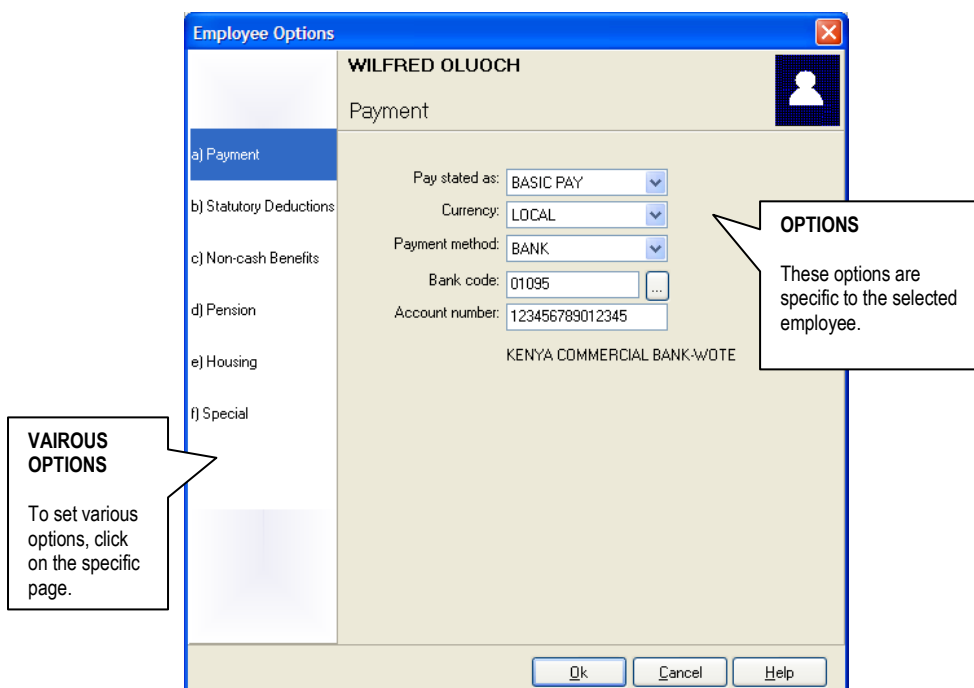 Employee Options
WILFRED OLUOCH
Payment
a) Payment
b) Statutory Deductions
c) Non-cash Benefits
d) Pension
e) Housing
f) Special
Pay stated as: BASIC PAY
Currency: LOCAL
Payment method: BANK
Bank code: 01095 ...
Account number: 123456789012345
KENYA COMMERCIAL BANK-WOTE
OPTIONS
These options are
specific to the selected
employee.
VAIROUS
OPTIONS
To set various
options, click
on the specific
page.
Ok Cancel Help